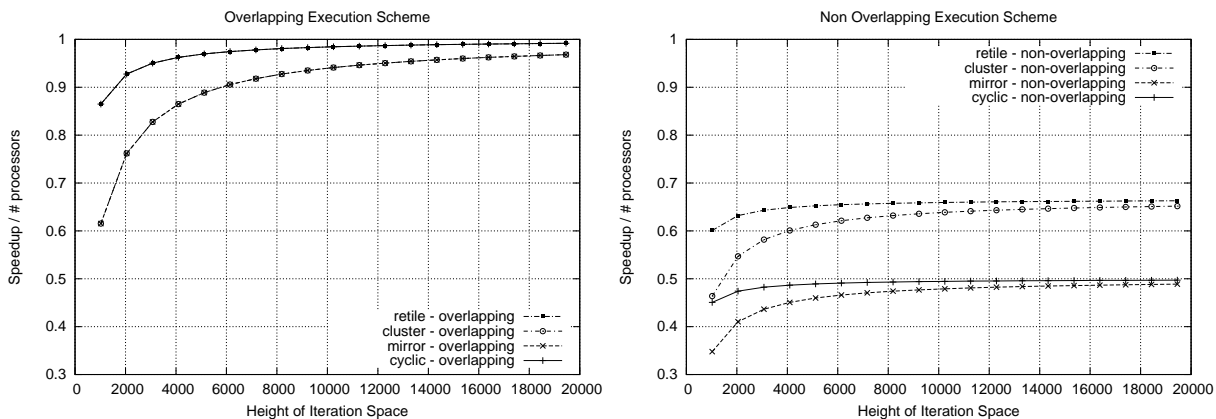 Overlapping Execution Scheme
1
0.9
0.8
0.7
0.6
0.5
0.4
0.3
Speedup / # processors
retile - overlapping
cluster - overlapping
mirror - overlapping
cyclic - overlapping
0 2000 4000 6000 8000 10000 12000 14000 16000 18000 20000
Height of Iteration Space
Non Overlapping Execution Scheme
1
0.9
0.8
0.7
0.6
0.5
0.4
0.3
Speedup / # processors
retile - non-overlapping
cluster - non-overlapping
mirror - non-overlapping
cyclic - non-overlapping
0 2000 4000 6000 8000 10000 12000 14000 16000 18000 20000
Height of Iteration Space